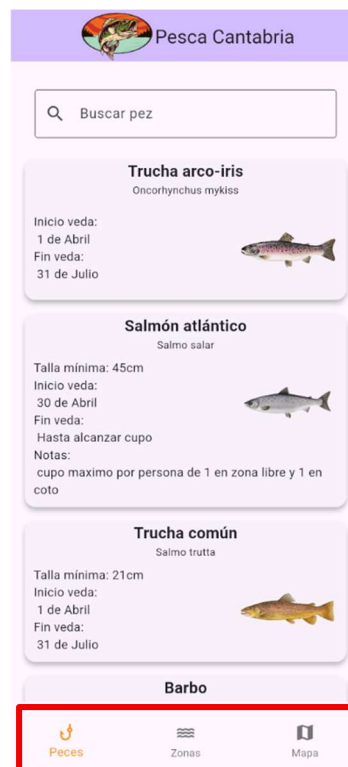 Pesca Cantabria
Buscar pez
Trucha arco-iris
Oncorhynchus mykiss
Inicio veda:
1 de Abril
Fin veda:
31 de Julio
Salmón atlántico
Salmo salar
Talla mínima: 45cm
Inicio veda:
30 de Abril
Fin veda:
Hasta alcanzar cupo
Notas:
cupo maximo por persona de 1 en zona libre y 1 en
coto
Trucha común
Salmo trutta
Talla mínima: 21cm
Inicio veda:
1 de Abril
Fin veda:
31 de Julio
Barbo
Peces
Zonas
Mapa